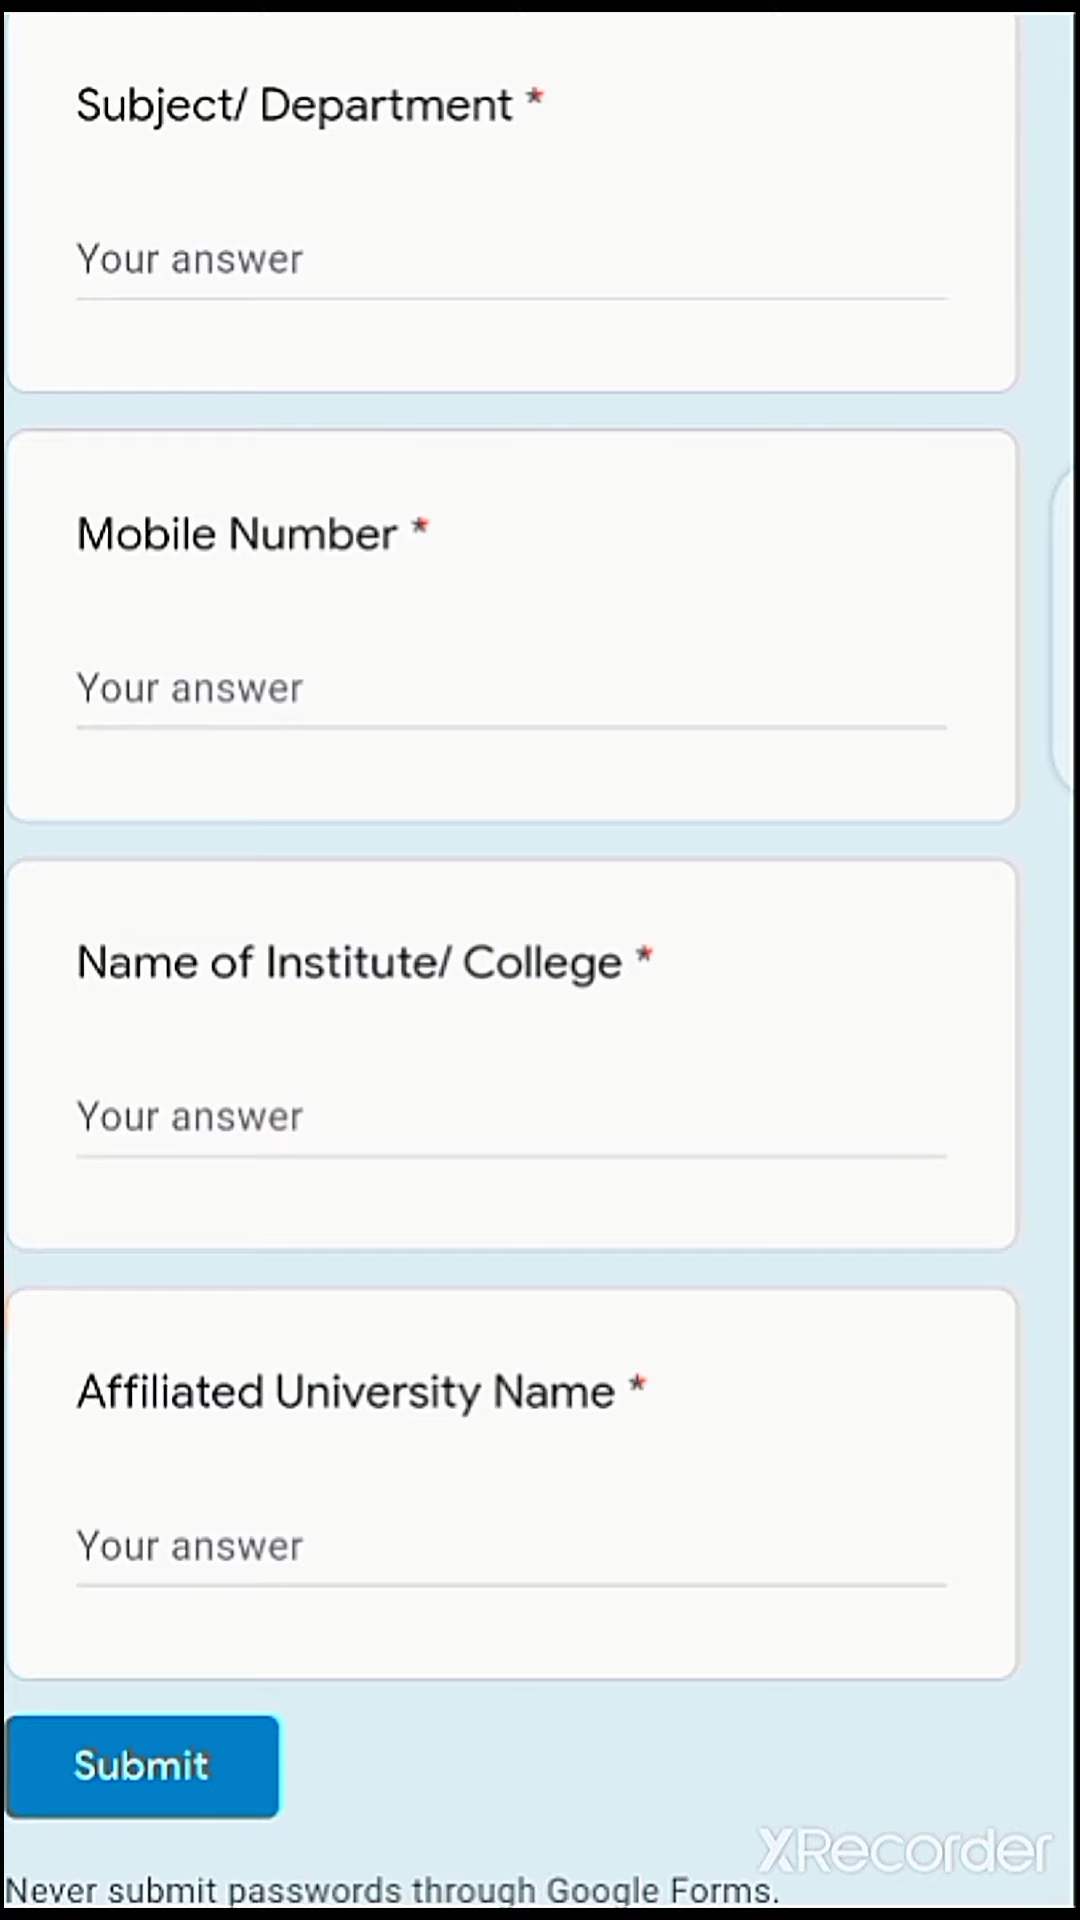 Subject/ Department *
Your answer
Mobile Number *
Your answer
Name of Institute/ College *
Your answer
Affiliated University Name *
Your answer
Submit
XRecorder
Never submit passwords through Google Forms.